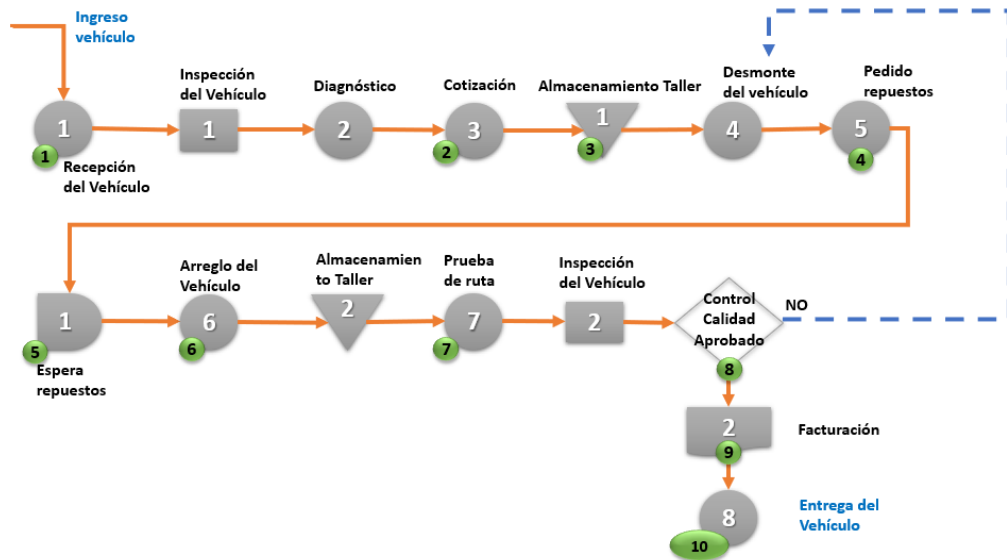 Ingreso
vehículo
1
1
Recepción
del Vehículo
Inspección
del Vehículo
1
Diagnóstico
2
Cotización
3
2
Almacenamiento Taller
1
3
Desmonte
del vehículo
4
Pedido
repuestos
5
4
1
5
Espera
repuestos
Arreglo del
Vehículo
6
6
Almacenamien
to Taller
2
Prueba
de ruta
7
7
Inspección
del Vehículo
2
Control
Calidad
Aprobado
8
NO
2
9
Facturación
8
10
Entrega del
Vehículo